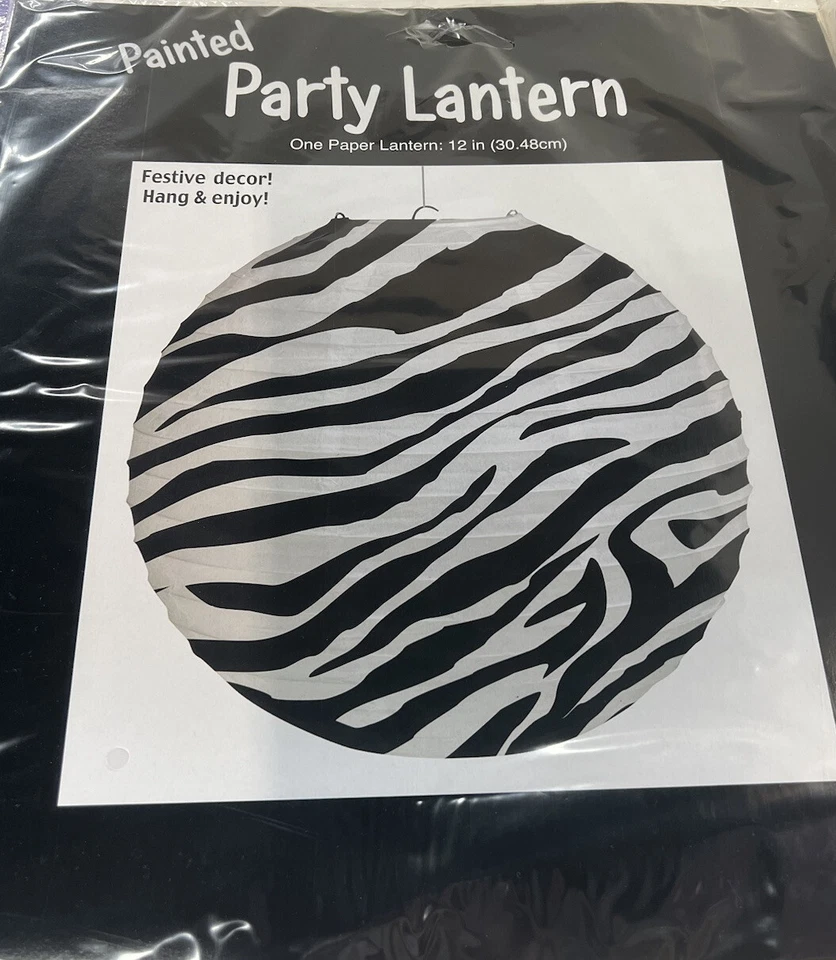 Painted
Party Lantern
One Paper Lantern: 12 in (30.48cm)
Festive decor!
Hang & enjoy!